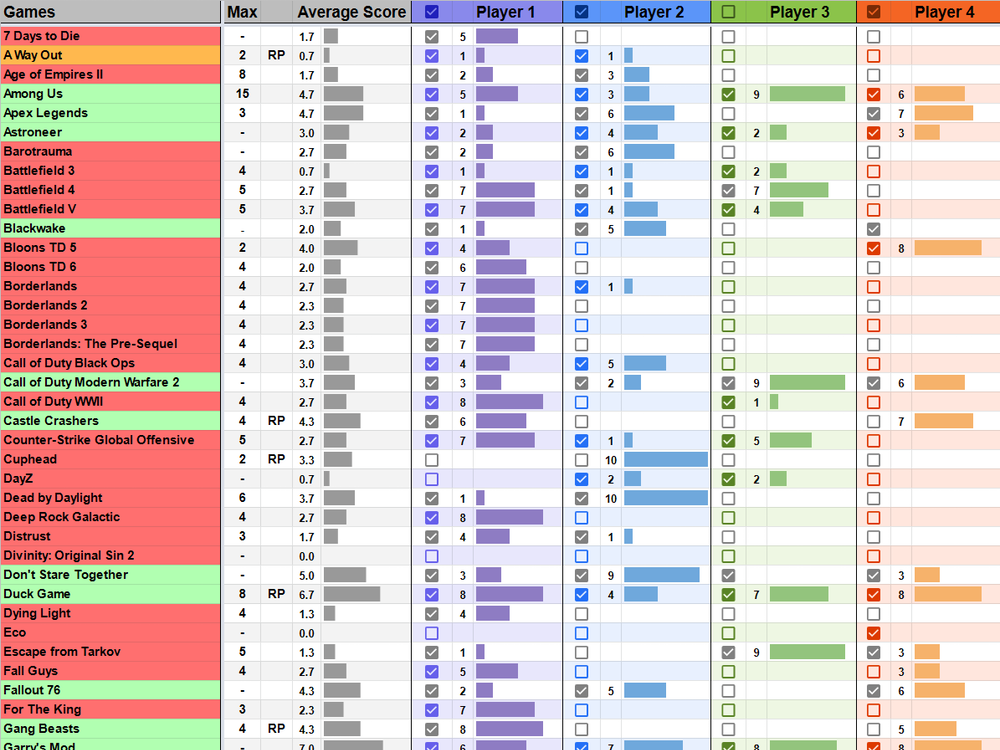 Games Max Average Score Player 1 Player 2 Player 3 Player 4
7 Days to Die - 1.7 5
A Way Out 2 RP 0.7 1 1
Age of Empires II 8 1.7 2 3
Among Us 15 4.7 5 3 9 6
Apex Legends 3 4.7 1 6 7
Astroneer - 3.0 2 4 2 3
Barotrauma - 2.7 2 6
Battlefield 3 4 0.7 1 1 2
Battlefield 4 5 2.7 7 1 7
Battlefield V 5 3.7 7 4 4
Blackwake - 2.0 1 5
Bloons TD 5 2 4.0 4 8
Bloons TD 6 4 2.0 6
Borderlands 4 2.7 7 1
Borderlands 2 4 2.3 7
Borderlands 3 4 2.3 7
Borderlands: The Pre-Sequel 4 2.3 7
Call of Duty Black Ops 4 3.0 4 5
Call of Duty Modern Warfare 2 - 3.7 3 2 9 6
Call of Duty WWII 4 2.7 8 1
Castle Crashers 4 RP 4.3 6 7
Counter-Strike Global Offensive 5 2.7 7 1 5
Cuphead 2 RP 3.3 10
DayZ - 0.7 2 2
Dead by Daylight 6 3.7 1 10
Deep Rock Galactic 4 2.7 8
Distrust 3 1.7 4 1
Divinity: Original Sin 2 - 0.0
Don't Stare Together - 5.0 3 9 3
Duck Game 8 RP 6.7 8 4 7 8
Dying Light 4 1.3 4
Eco - 0.0
Escape from Tarkov 5 1.3 1 9 3
Fall Guys 4 2.7 5 3
Fallout 76 - 4.3 2 5 6
For The King 3 2.3 7
Gang Beasts 4 RP 4.3 8 5
Garry's Mod - 7.0 6 7 8 8